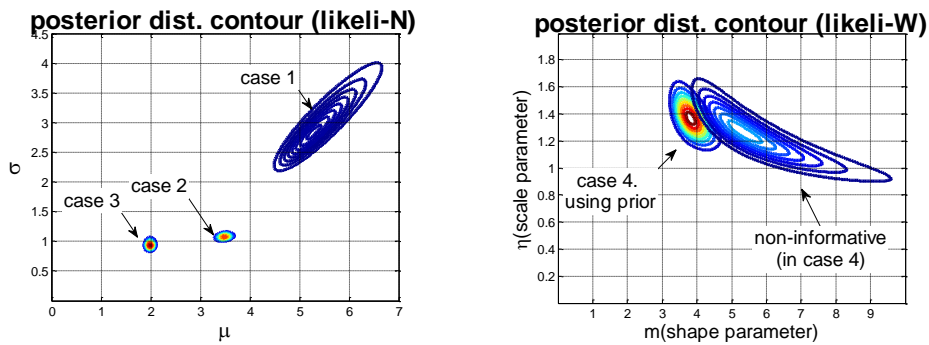 posterior dist. contour (likeli-N)
4.5
4
3.5
3
2.5
2
1.5
1
0.5
σ
case 1
case 2
case 3
0 1 2 3 4 5 6 7
μ
posterior dist. contour (likeli-W)
2
1.8
1.6
1.4
1.2
1
0.8
0.6
0.4
0.2
η(scale parameter)
case 4.
using prior
non-informative
(in case 4)
1 2 3 4 5 6 7 8 9
m(shape parameter)